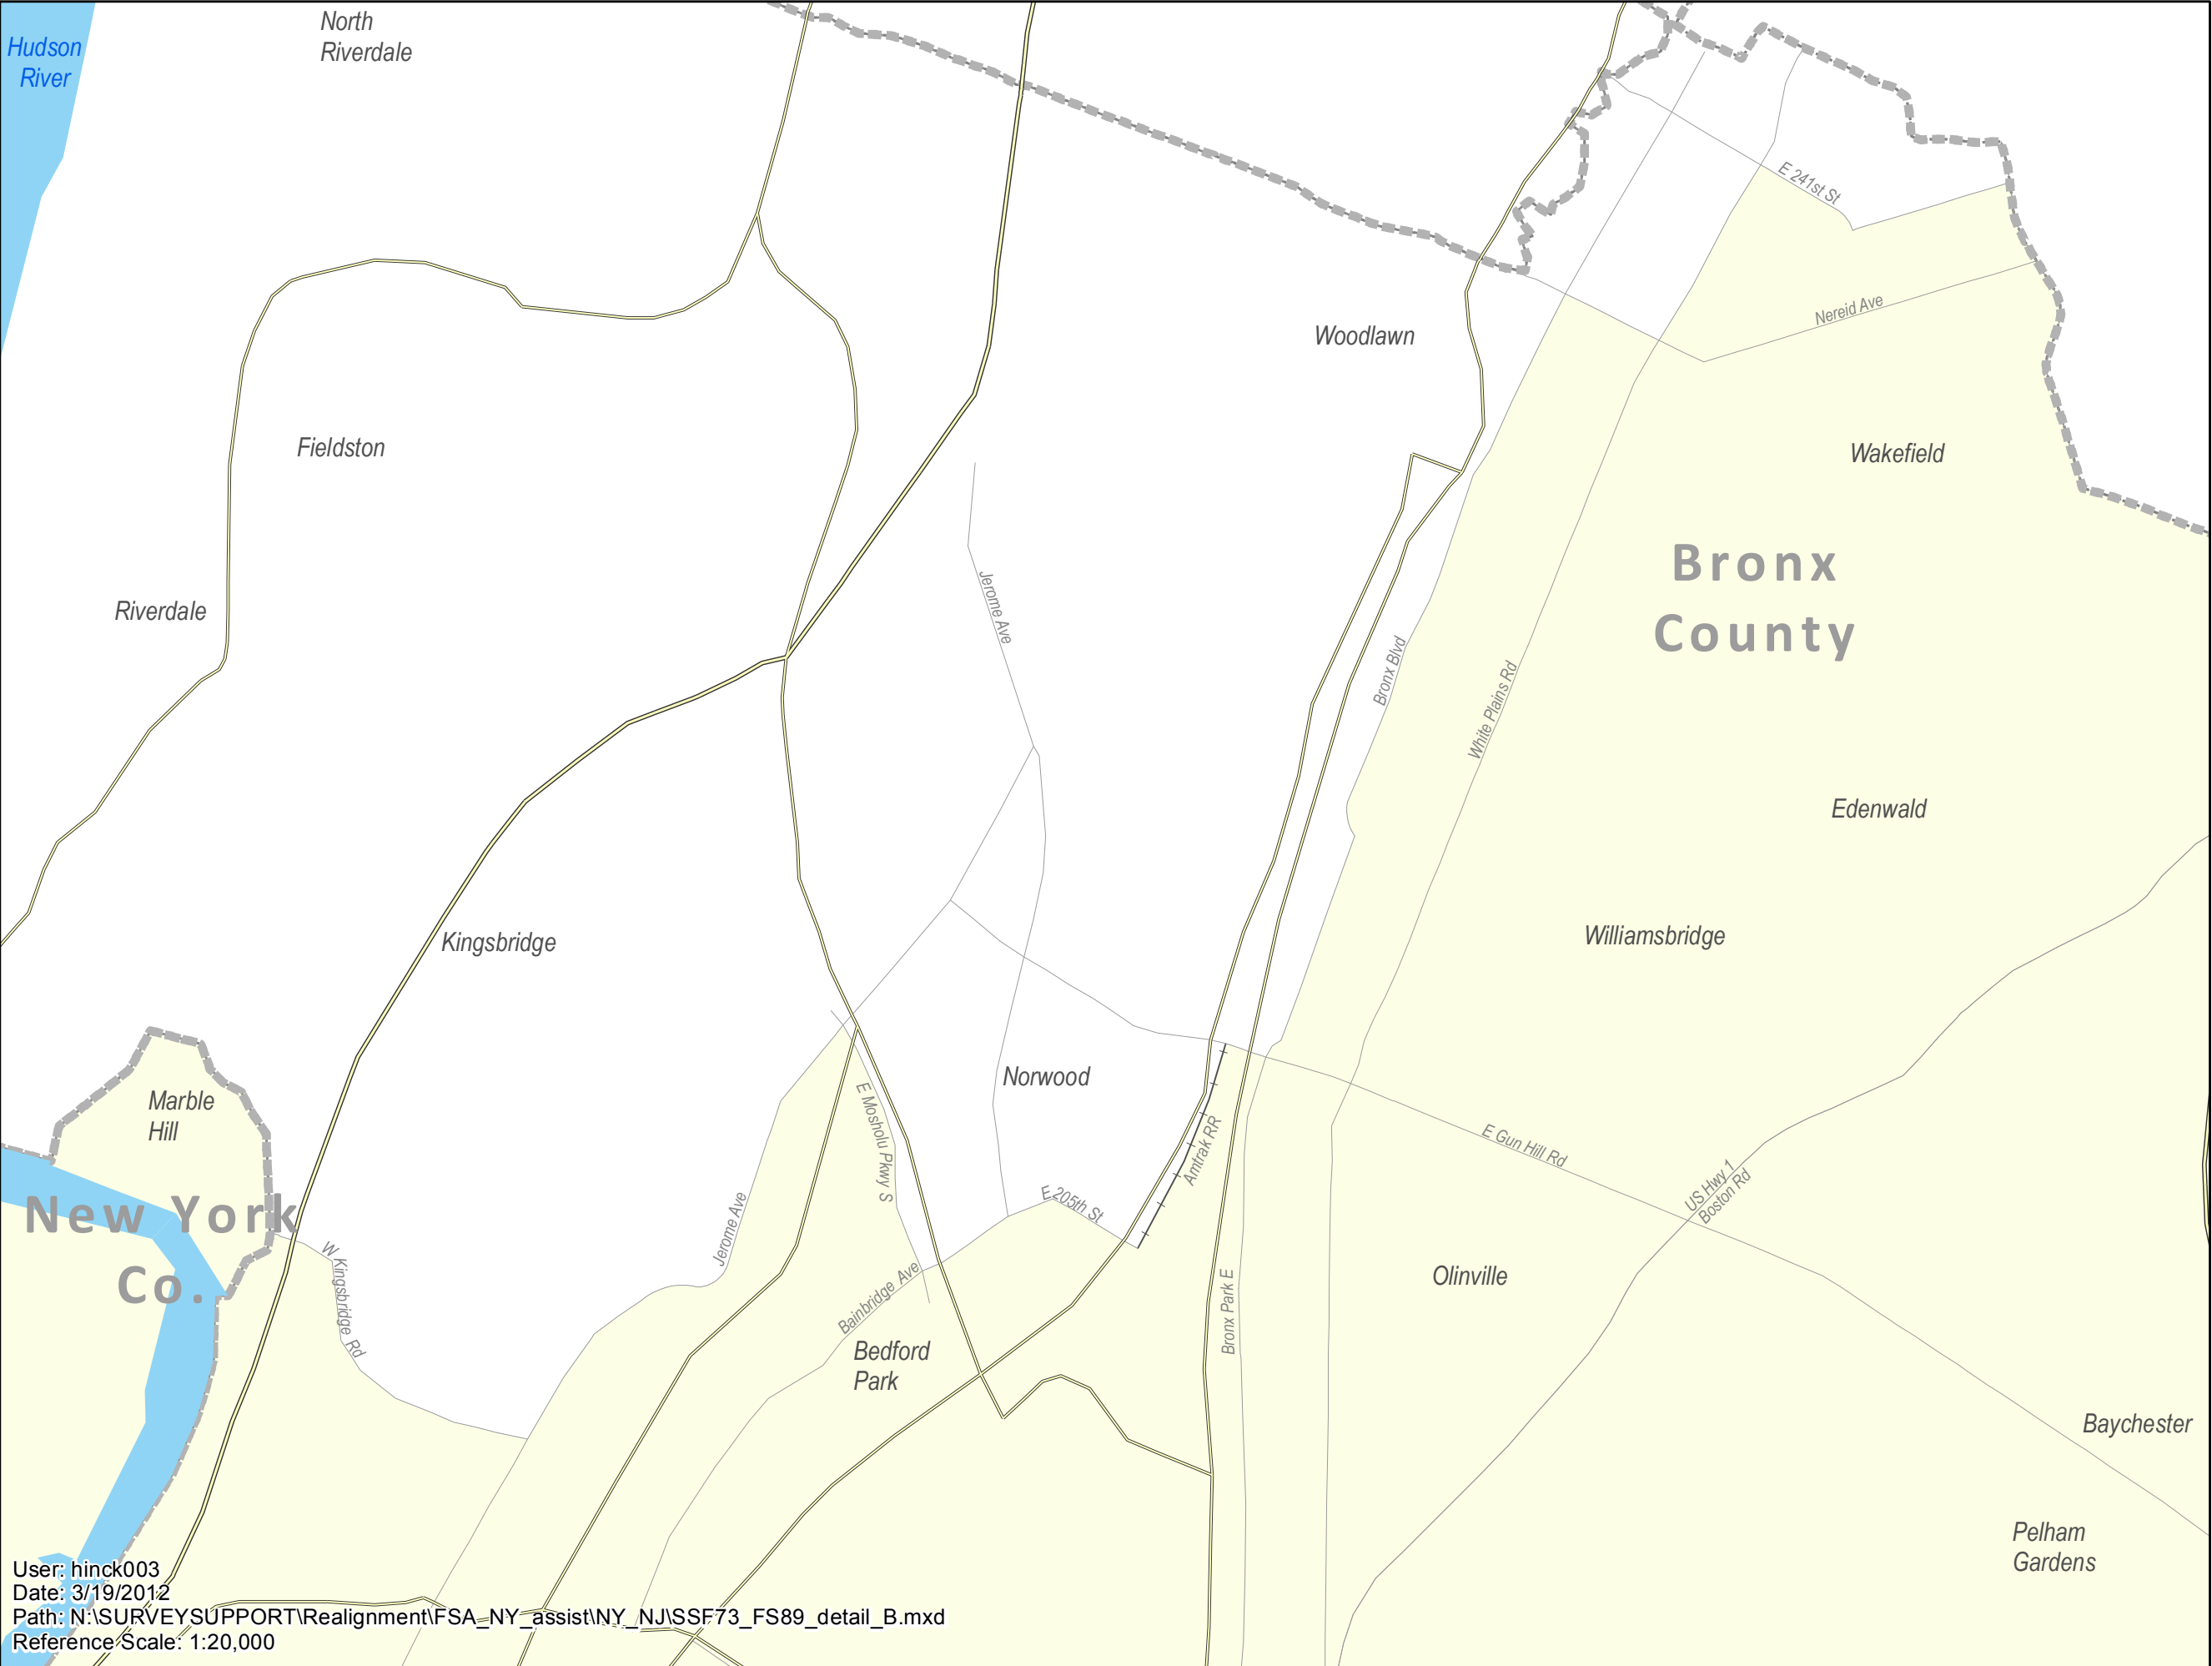 North
Riverdale
Hudson
River
E 241st St
Nereid Ave
Woodlawn
Fieldston
Wakefield
Bronx
County
Jerome Ave
Riverdale
Bronx Blvd
White Plains Rd
Edenwald
Williamsbridge
Kingsbridge
Norwood
Marble
Hill
E Mosholu Pkwy S
Amtrak RR
E Gun Hill Rd
US Hwy 1
Boston Rd
New York
Co.
E 205th St
Jerome Ave
W Kingsbridge Rd
Bainbridge Ave
Bronx Park E
Olinville
Bedford
Park
Baychester
Pelham
Gardens
User: hinck003
Date: 3/19/2012
Path: N:\SURVEYSUPPORT\Realignment\FSA_NY_assist\NY_NJ\SSF73_FS89_detail_B.mxd
Reference Scale: 1:20,000